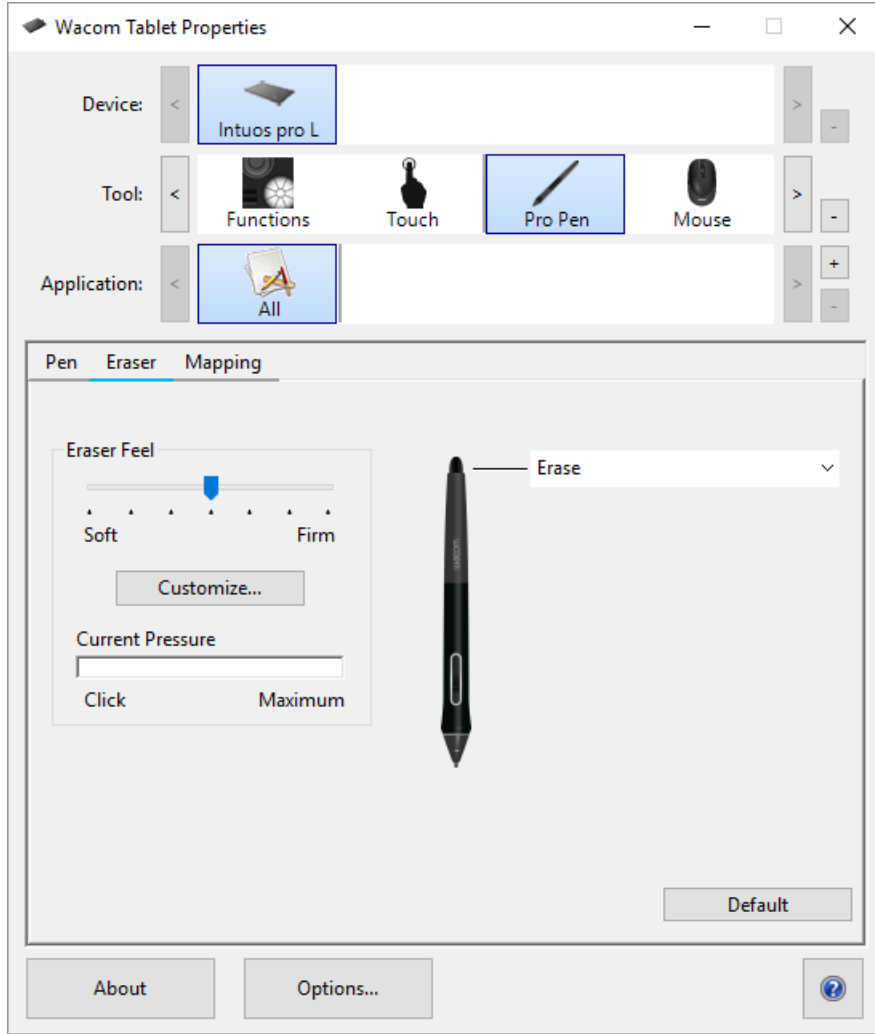 Wacom Tablet Properties
Device:
<
Intuos pro L
>
-
Tool:
<
Functions
Touch
Pro Pen
Mouse
>
-
Application:
<
All
>
+
-
Pen Eraser Mapping
Eraser Feel
Soft Firm
Customize...
Current Pressure
Click Maximum
Erase
wacom
Default
About
Options...
?